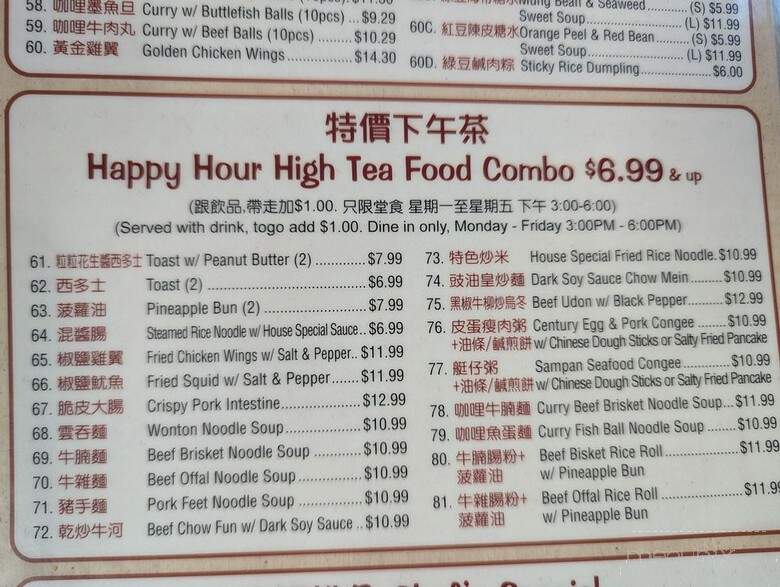 58. 咖哩墨魚旦 Curry w/ Buttlefish Balls (10pcs) ...$9.29
59. 咖哩牛肉丸 Curry w/ Beef Balls (10pcs) ............$10.29
60. 黃金雞翼 Golden Chicken Wings..................$14.30
Mung Bean & Seaweed.......... (S) $5.99
Sweet Soup.......................... (L) $11.99
60C. 紅豆陳皮糖水 Orange Peel & Red Bean......... (S) $5.99
Sweet Soup.......................... (L) $11.99
60D. 綠豆鹹肉粽 Sticky Rice Dumpling.................. $6.00
特價下午茶
Happy Hour High Tea Food Combo $6.99 & up
(跟飲品,帶走加$1.00. 只限堂食 星期一至星期五 下午 3:00-6:00)
(Served with drink, togo add $1.00. Dine in only, Monday - Friday 3:00PM - 6:00PM)
61. 粒粒花生醬西多士 Toast w/ Peanut Butter (2) ............ $7.99
62. 西多士 Toast (2) ....................................... $6.99
63. 菠蘿油 Pineapple Bun (2) ......................... $7.99
64. 混醬腸 Steamed Rice Noodle w/ House Special Sauce.. $6.99
65. 椒鹽雞翼 Fried Chicken Wings w/ Salt & Pepper.. $11.99
66. 椒鹽魷魚 Fried Squid w/ Salt & Pepper....... $11.99
67. 脆皮大腸 Crispy Pork Intestine..................... $12.99
68. 雲吞麵 Wonton Noodle Soup.................... $10.99
69. 牛腩麵 Beef Brisket Noodle Soup ............ $10.99
70. 牛雜麵 Beef Offal Noodle Soup ............... $10.99
71. 豬手麵 Pork Feet Noodle Soup ................ $10.99
72. 乾炒牛河 Beef Chow Fun w/ Dark Soy Sauce .. $10.99
73. 特色炒米 House Special Fried Rice Noodle. $10.99
74. 豉油皇炒麵 Dark Soy Sauce Chow Mein.........$10.99
75. 黑椒牛柳炒烏冬 Beef Udon w/ Black Pepper..........$12.99
76. 皮蛋瘦肉粥 Century Egg & Pork Congee ........$10.99
+油條/鹹煎餅 w/ Chinese Dough Sticks or Salty Fried Pancake
77. 艇仔粥 Sampan Seafood Congee..............$10.99
+油條/鹹煎餅 w/ Chinese Dough Sticks or Salty Fried Pancake
78. 咖哩牛腩麵 Curry Beef Brisket Noodle Soup...$11.99
79. 咖哩魚蛋麵 Curry Fish Ball Noodle Soup ........$10.99
80. 牛腩腸粉+ Beef Bisket Rice Roll .....................$11.99
菠蘿油 w/ Pineapple Bun
81. 牛雜腸粉+ Beef Offal Rice Roll ......................$11.9
菠蘿油 w/ Pineapple Bun